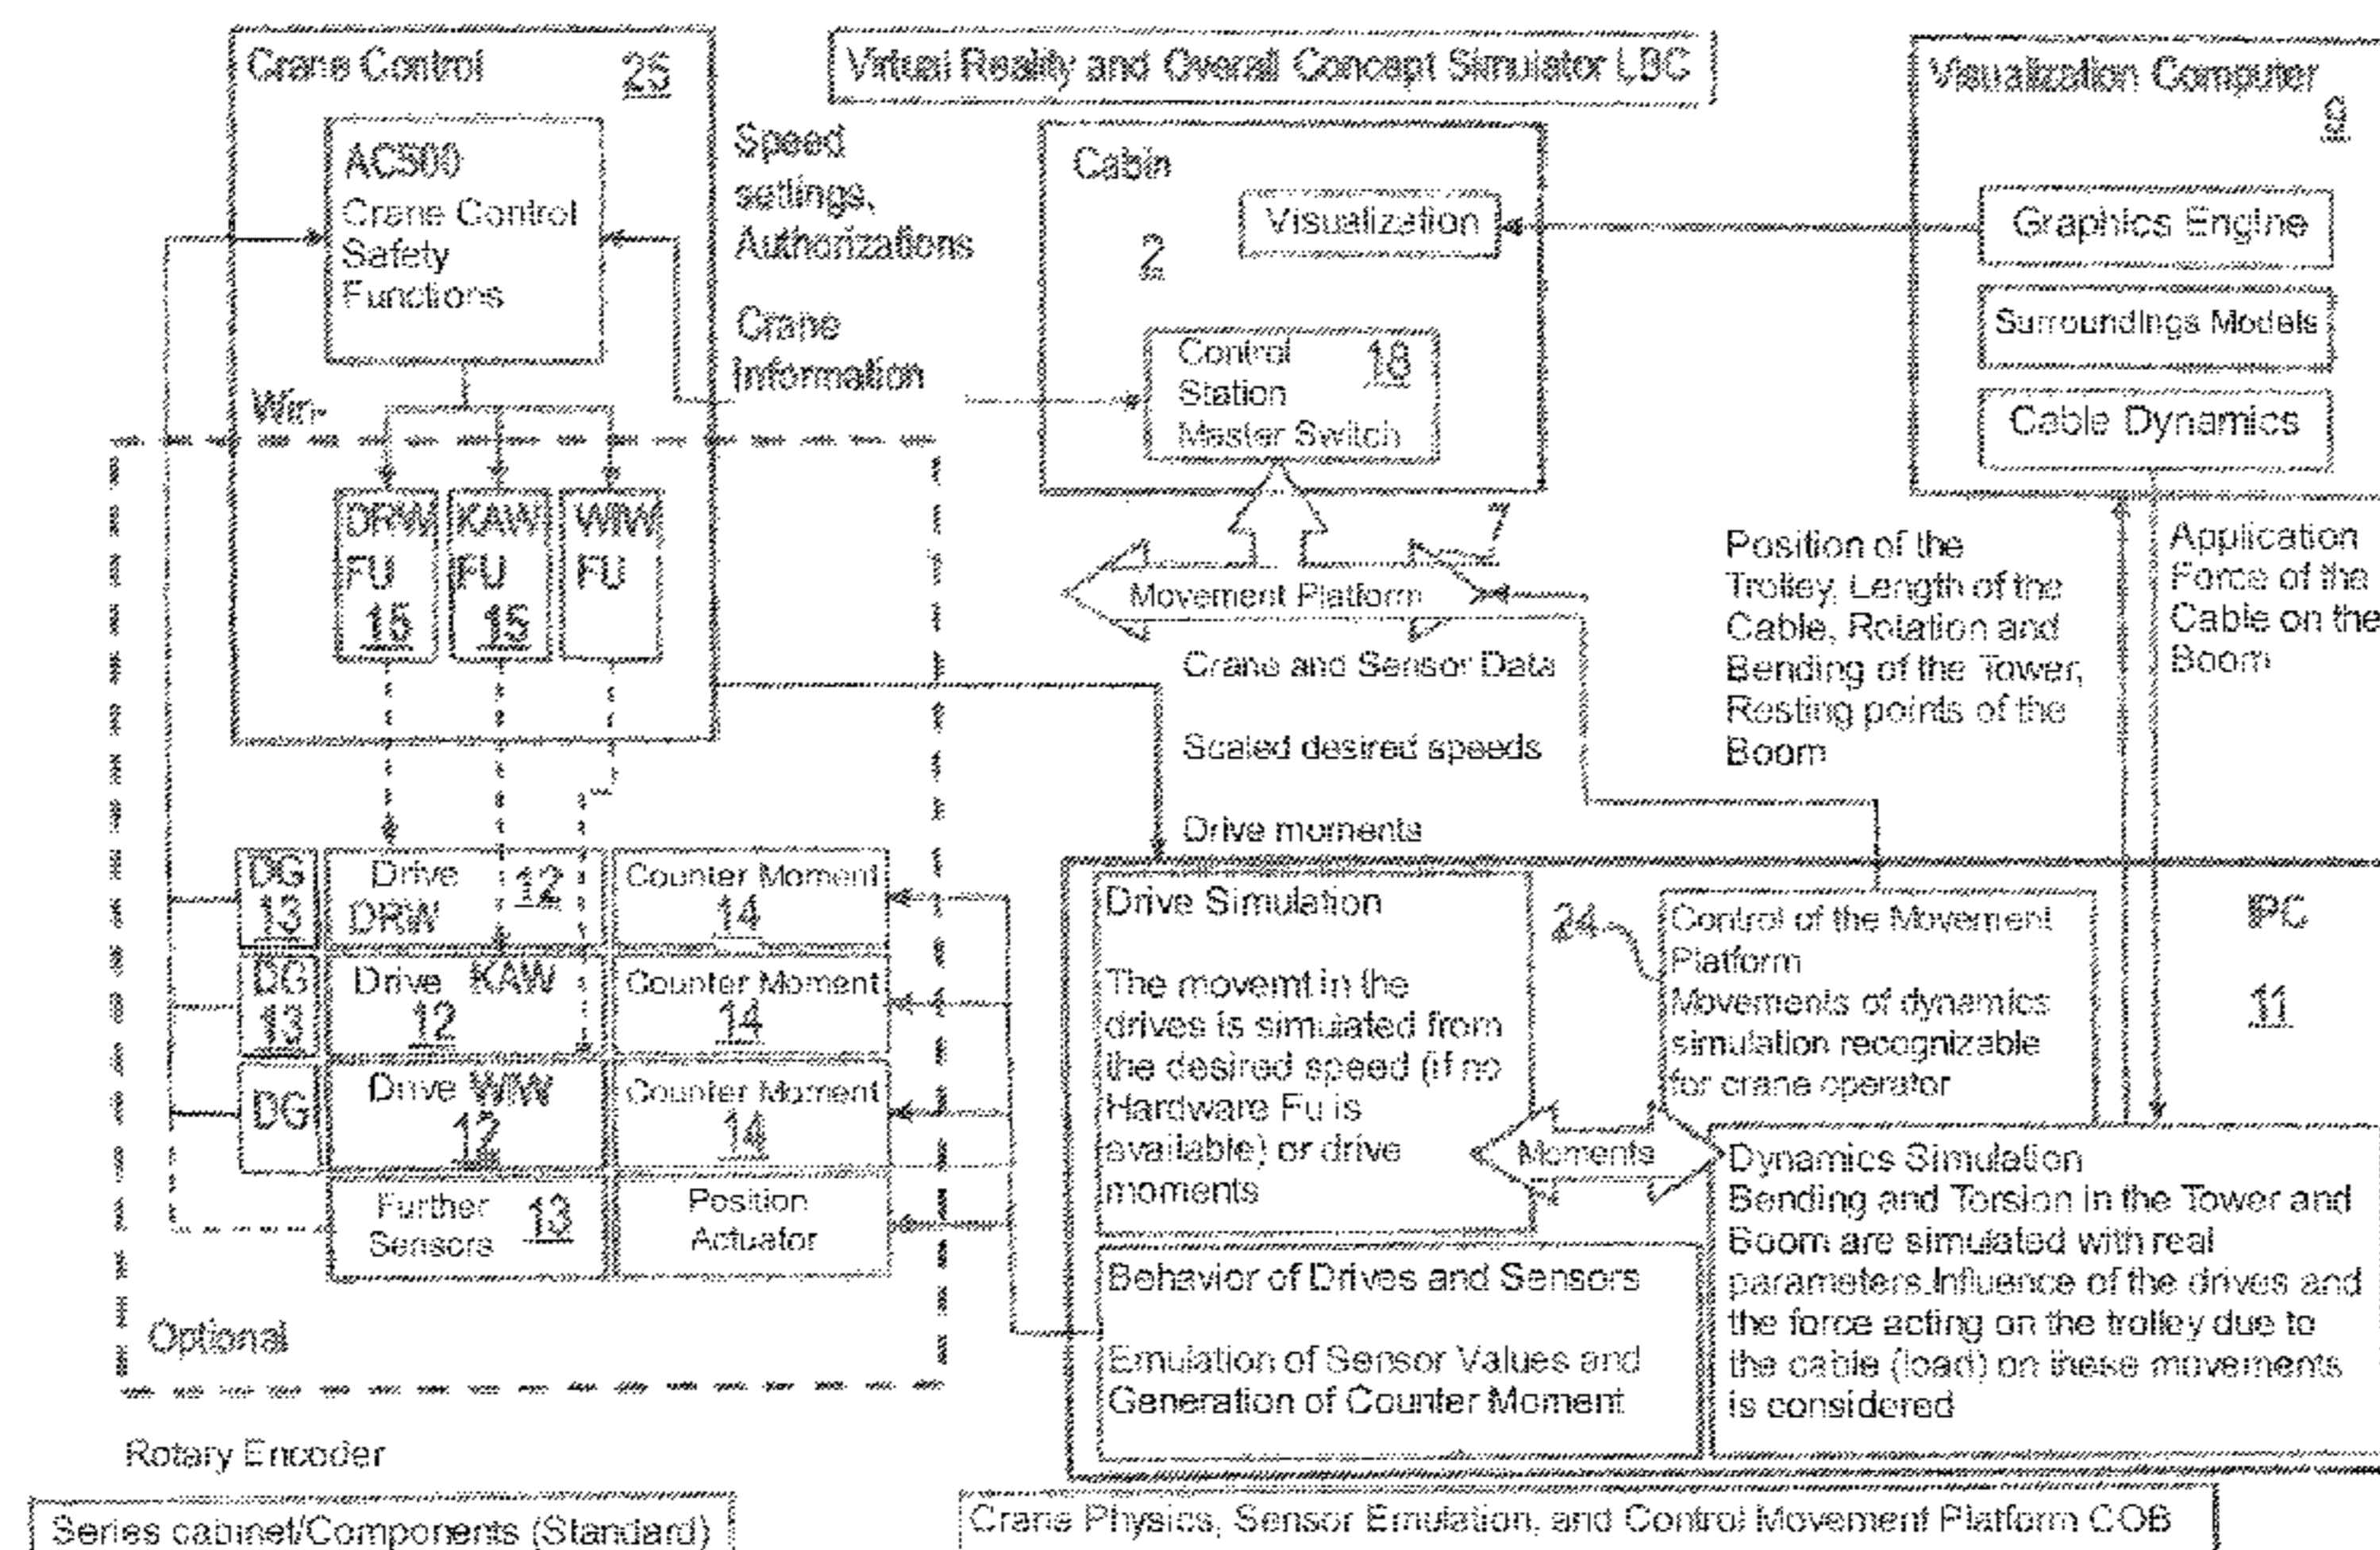 Crane Control
25
AC500
Crane Control
Safety
Functions
Win-
DRW
FU
15
KAW
FU
15
WIW
FU
Speed
settings,
Authorizations
Crane
Information
Virtual Reality and Overall Concept Simulator LBC
Cabin
2
Visualization
Control
Station
Master Switch
18
7
Movement Platform
Crane and Sensor Data
Scaled desired speeds
Drive moments
Visualization Computer
9
Graphics Engine
Surroundings Models
Cable Dynamics
Position of the
Trolley, Length of the
Cable, Rotation and
Bending of the Tower,
Resting points of the
Boom
Application
Force of the
Cable on the
Boom
DG
13
Drive
DRW
12
Counter Moment
14
DG
13
Drive KAW
12
Counter Moment
14
DG
Drive WIW
12
Counter Moment
14
Further
Sensors
13
Position
Actuator
Optional
Rotary Encoder
Series cabinet/Components (Standard)
Drive Simulation
The movemt in the
drives is simulated from
the desired speed (if no
Hardware Fu is
available) or drive
moments
24
Control of the Movement
Platform
Movements of dynamics
simulation recognizable
for crane operator
IPC
11
Moments
Behavior of Drives and Sensors
Emulation of Sensor Values and
Generation of Counter Moment
Dynamics Simulation
Bending and Torsion in the Tower and
Boom are simulated with real
parameters.Influence of the drives and
the force acting on the trolley due to
the cable (load) on these movements
is considered
Crane Physics, Sensor Emulation, and Control Movement Platform COB